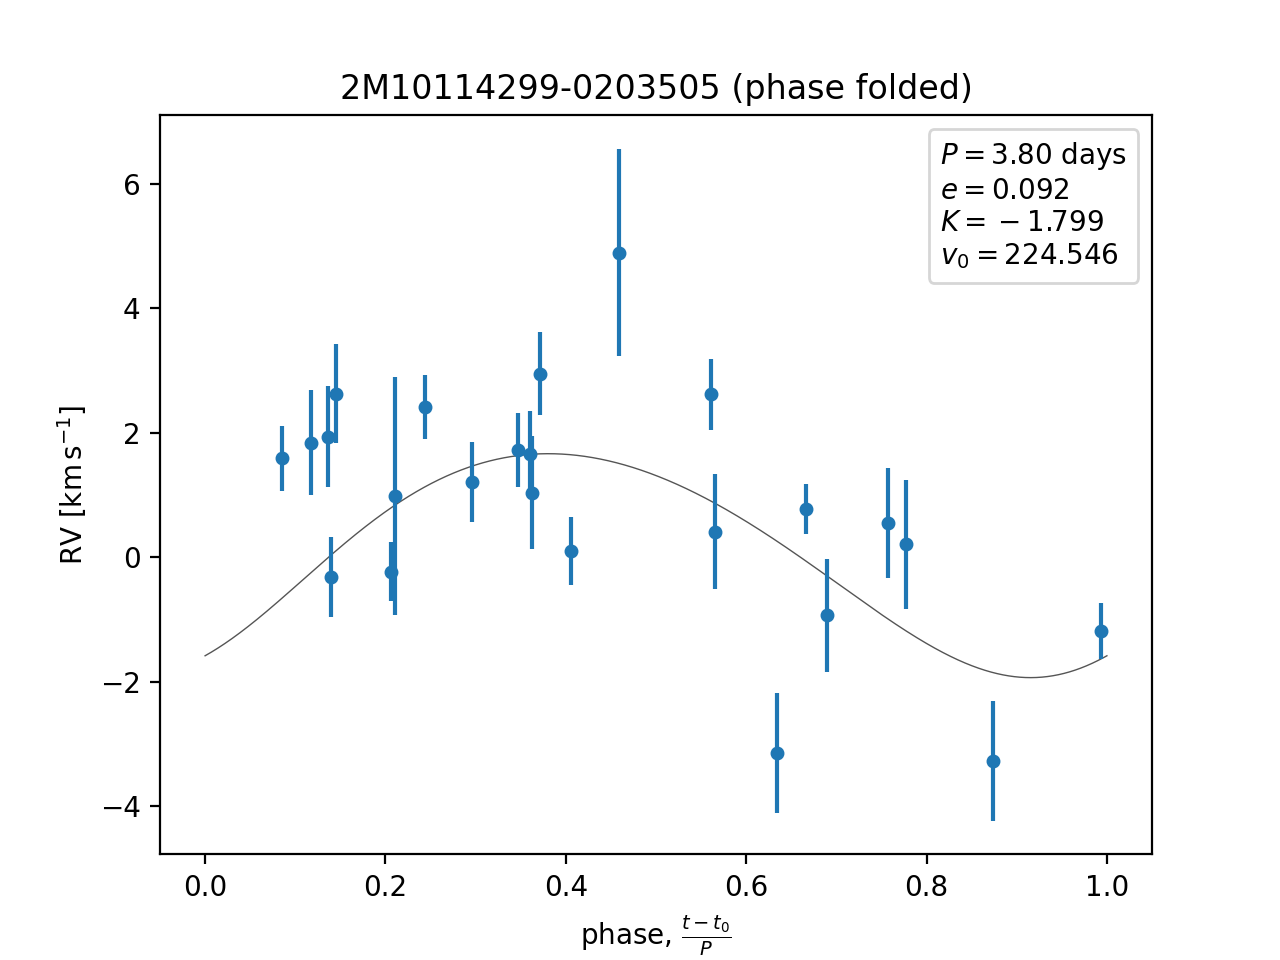 2M10114299-0203505 (phase folded)
P = 3.80 days
e = 0.092
K = −1.799
v₀ = 224.546
RV [km s⁻¹]
6
4
2
0
−2
−4
0.0 0.2 0.4 0.6 0.8 1.0
phase, (t − t₀)/P